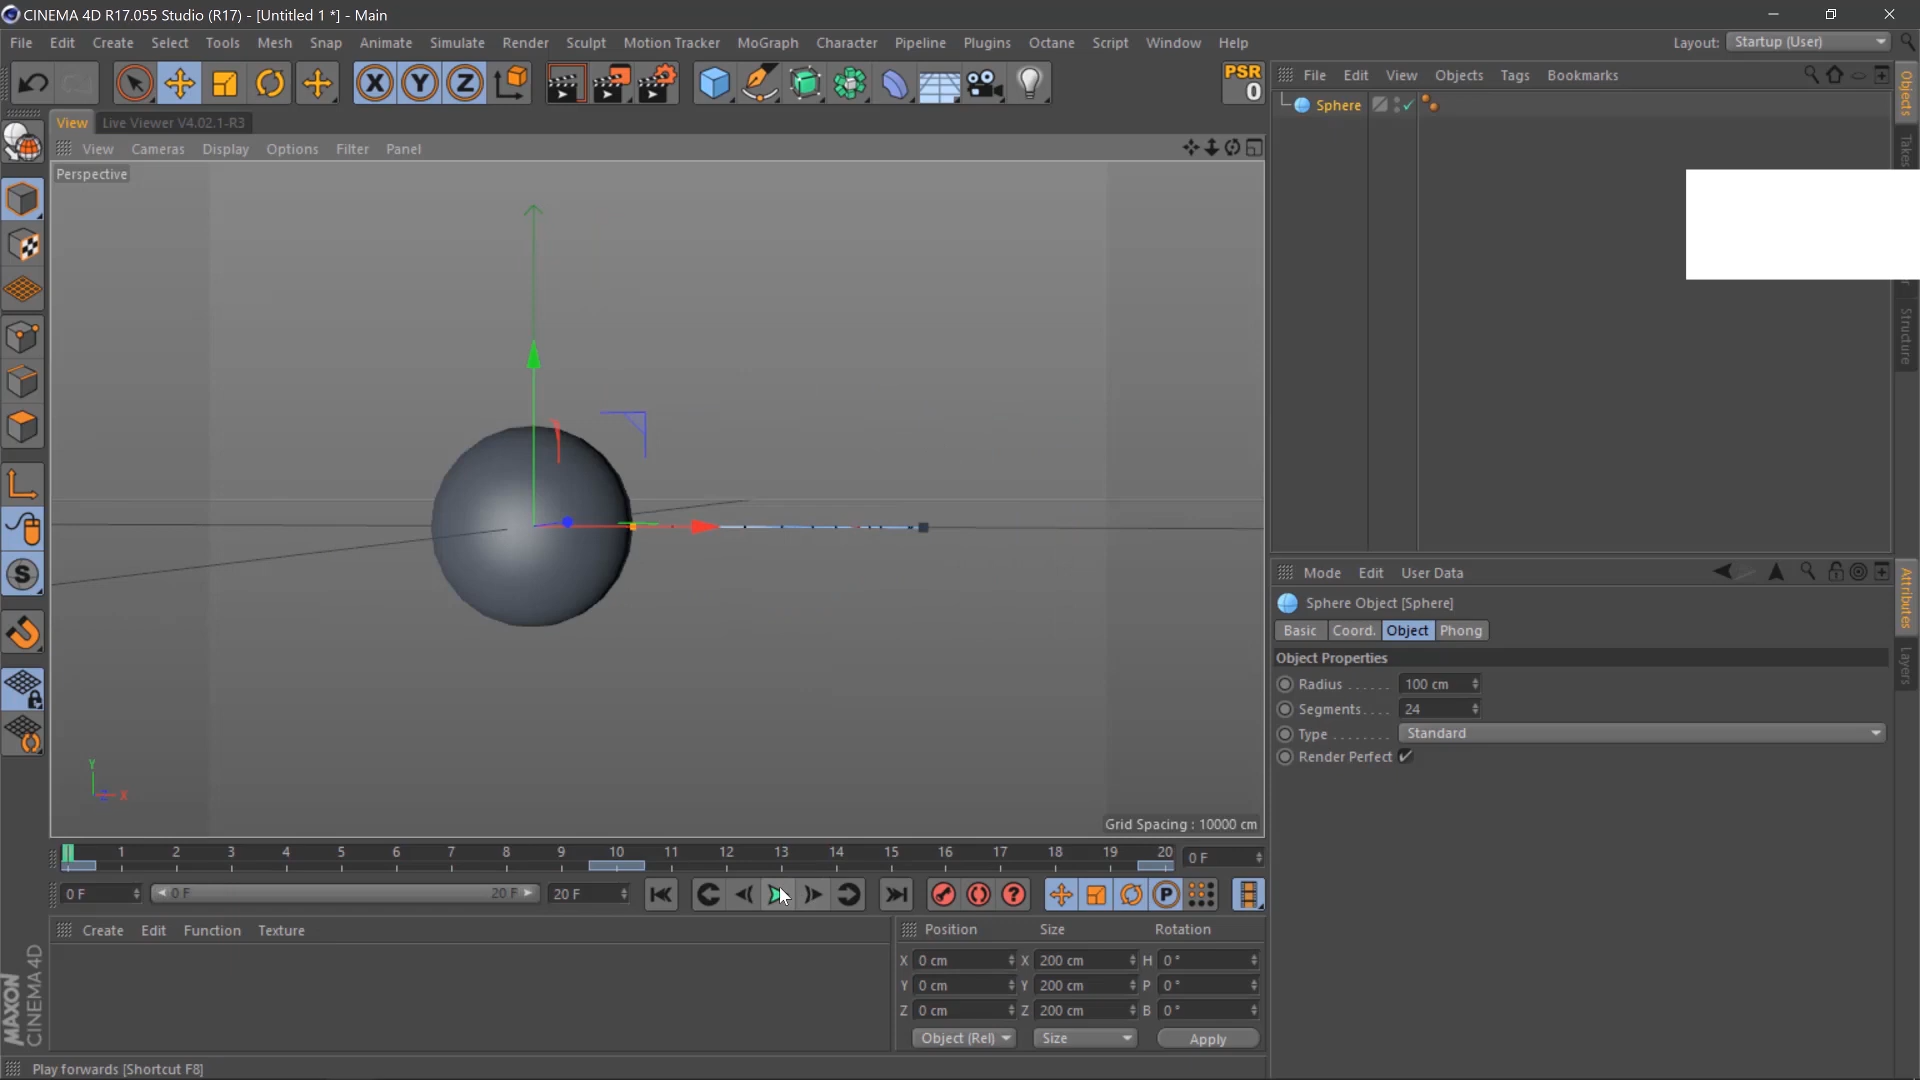 CINEMA 4D R17.055 Studio (R17) - [Untitled 1 *] - Main
File Edit Create Select Tools Mesh Snap Animate Simulate Render Sculpt Motion Tracker MoGraph Character Pipeline Plugins Octane Script Window Help Layout: Startup (User)
X Y Z PSR
0
File Edit View Objects Tags Bookmarks
Objects
Takes
Structure
Sphere
View Live Viewer V4.02.1-R3
View Cameras Display Options Filter Panel
Perspective
S
Y
Z X
Grid Spacing : 10000 cm
Mode Edit User Data
Attributes
Layers
Sphere Object [Sphere]
Basic Coord. Object Phong
Object Properties
Radius ...... 100 cm
Segments.... 24
Type ........ Standard
Render Perfect
1 2 3 4 5 6 7 8 9 10 11 12 13 14 15 16 17 18 19 20 0 F
0 F 0 F 20 F 20 F ? P
Create Edit Function Texture
Position Size Rotation
X 0 cm X 200 cm H 0 °
Y 0 cm Y 200 cm P 0 °
Z 0 cm Z 200 cm B 0 °
Object (Rel) Size Apply
MAXON
CINEMA 4D
Play forwards [Shortcut F8]